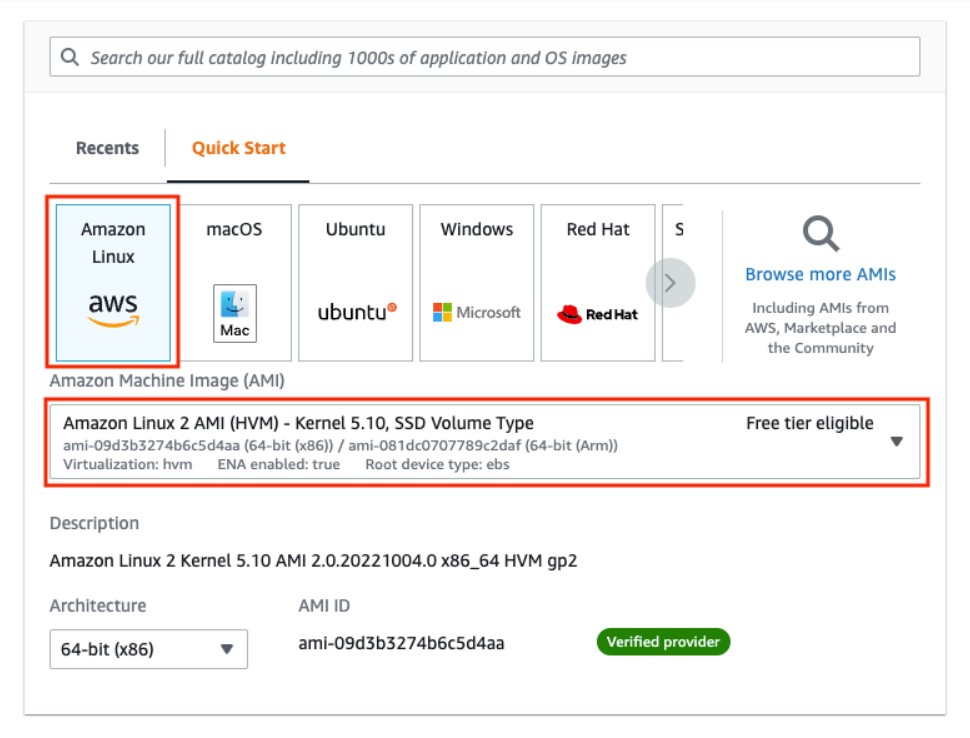 Search our full catalog including 1000s of application and OS images
Recents
Quick Start
Amazon
Linux
aws
macOS
Mac
Ubuntu
ubuntu
Windows
Microsoft
Red Hat
Red Hat
S
Browse more AMIs
Including AMIs from
AWS, Marketplace and
the Community
Amazon Machine Image (AMI)
Amazon Linux 2 AMI (HVM) - Kernel 5.10, SSD Volume Type
Free tier eligible
ami-09d3b3274b6c5d4aa (64-bit (x86)) / ami-081dc0707789c2daf (64-bit (Arm))
Virtualization: hvm ENA enabled: true Root device type: ebs
Description
Amazon Linux 2 Kernel 5.10 AMI 2.0.20221004.0 x86_64 HVM gp2
Architecture
AMI ID
64-bit (x86)
ami-09d3b3274b6c5d4aa
Verified provider